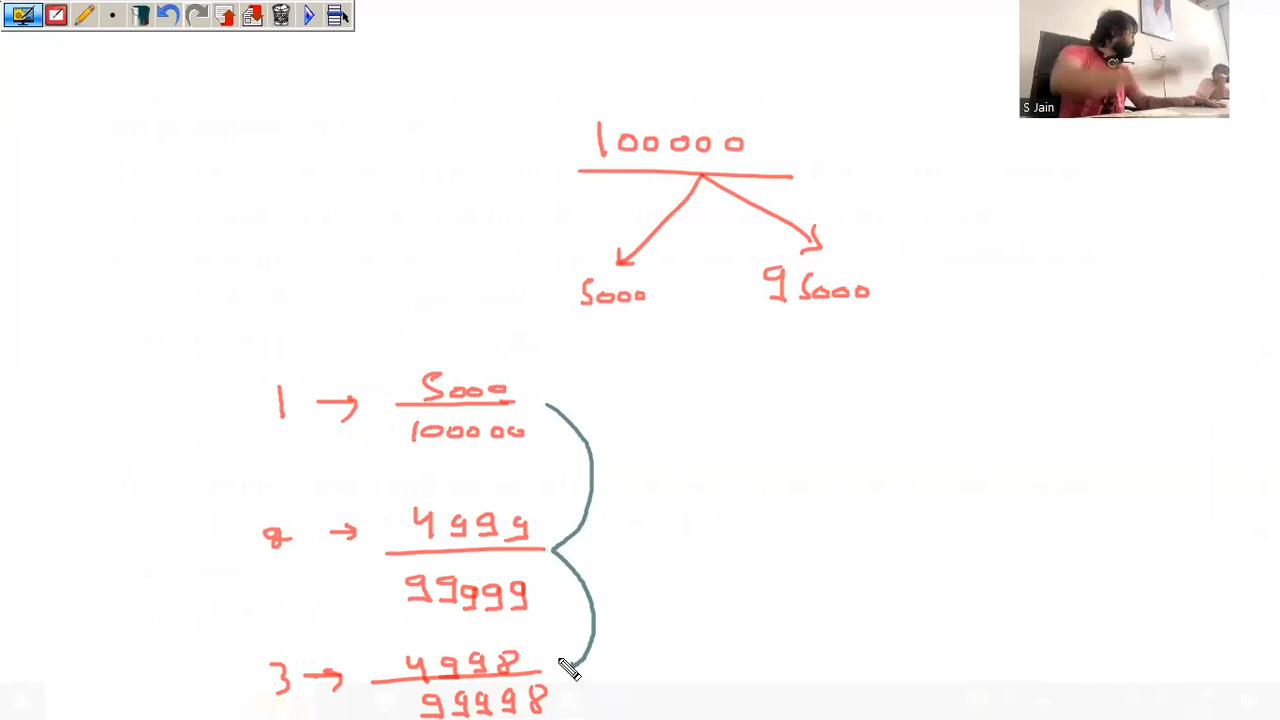 S Jain
100000
5000 95000
1 → 5000
100000
2 → 4999
99999
3 → 4998
99998